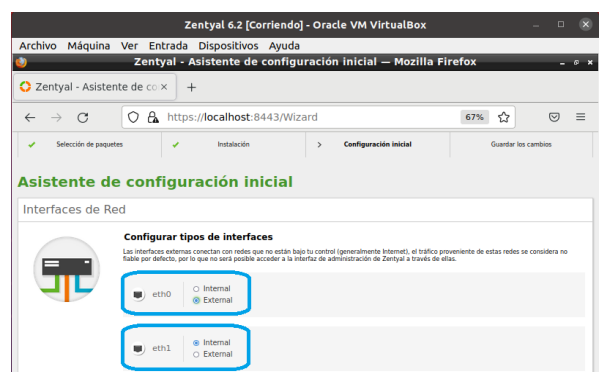 Zentyal 6.2 [Corriendo] - Oracle VM VirtualBox
Archivo Máquina Ver Entrada Dispositivos Ayuda
Zentyal - Asistente de configuración inicial — Mozilla Firefox
Zentyal - Asistente de co
https://localhost:8443/Wizard
67%
Selección de paquetes
Instalación
Configuración inicial
Guardar los cambios
Asistente de configuración inicial
Interfaces de Red
Configurar tipos de interfaces
Las interfaces externas conectan con redes que no están bajo tu control (generalmente Internet), el tráfico proveniente de estas redes se considera no
fiable por defecto, por lo que no será posible acceder a la interfaz de administración de Zentyal a través de ellas.
eth0
Internal
External
eth1
Internal
External